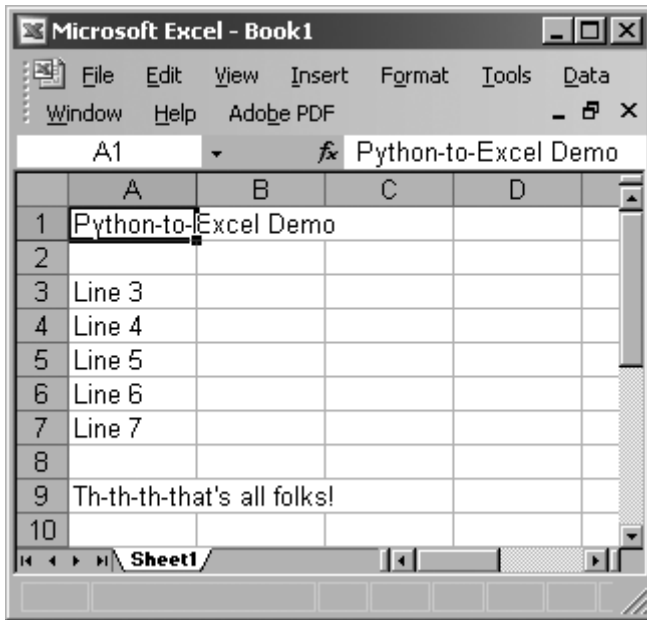 Microsoft Excel - Book1
File Edit View Insert Format Tools Data
Window Help Adobe PDF
A1 fx Python-to-Excel Demo
A B C D
1 Python-to-Excel Demo
2
3 Line 3
4 Line 4
5 Line 5
6 Line 6
7 Line 7
8
9 Th-th-th-that's all folks!
10
Sheet1